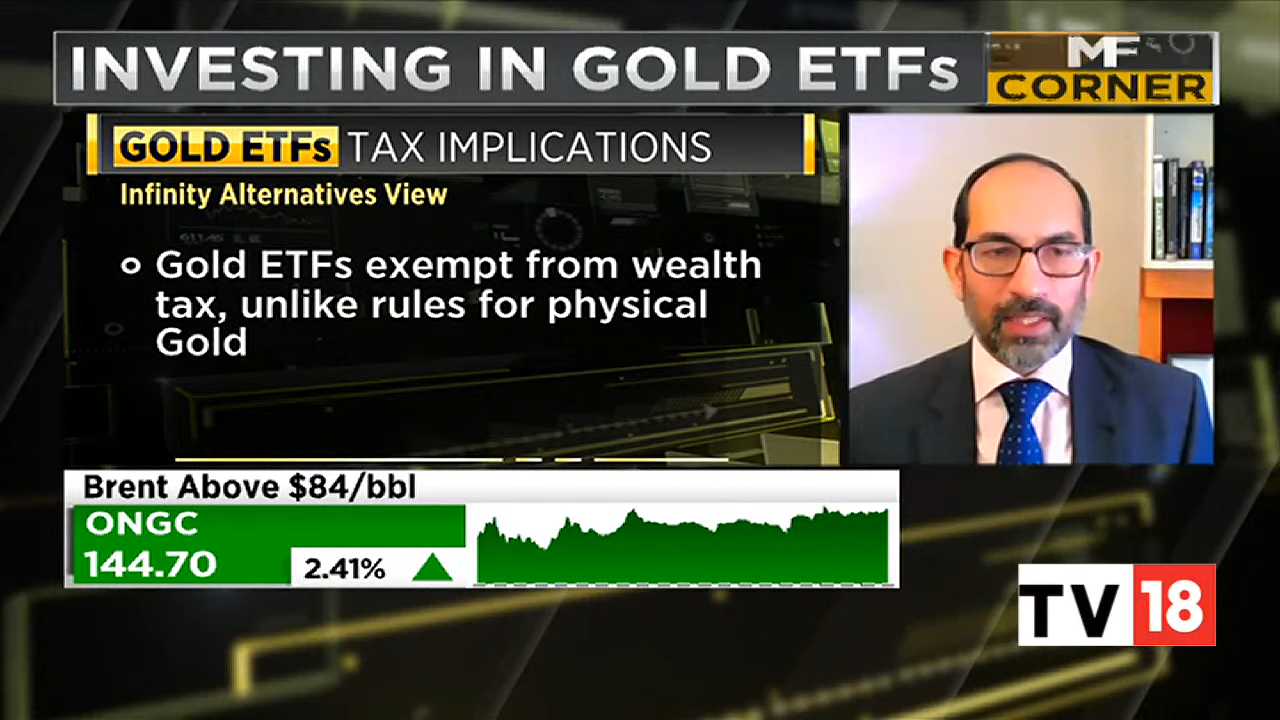 INVESTING IN GOLD ETFs
MF
CORNER
GOLD ETFs TAX IMPLICATIONS
Infinity Alternatives View
Gold ETFs exempt from wealth
tax, unlike rules for physical
Gold
Brent Above $84/bbl
ONGC
144.70
2.41%
TV18